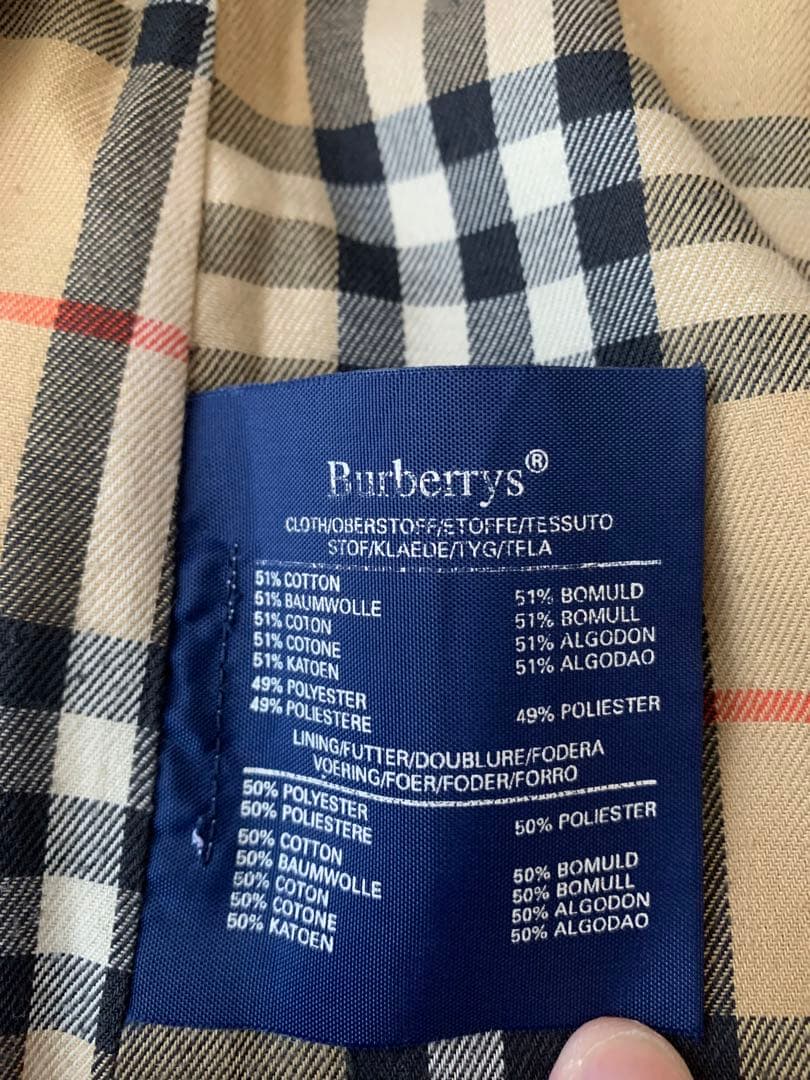 Burberrys®
CLOTH/OBERSTOFF/ETOFFE/TESSUTO
STOF/KLAEDE/TYG/TELA
51% COTTON
51% BAUMWOLLE
51% COTON
51% COTONE
51% KATOEN
49% POLYESTER
49% POLIESTERE
51% BOMULD
51% BOMULL
51% ALGODON
51% ALGODAO
49% POLIESTER
LINING/FUTTER/DOUBLURE/FODERA
VOERING/FOER/FODER/FORRO
50% POLYESTER
50% POLIESTERE
50% COTTON
50% BAUMWOLLE
50% COTON
50% COTONE
50% KATOEN
50% POLIESTER
50% BOMULD
50% BOMULL
50% ALGODON
50% ALGODAO